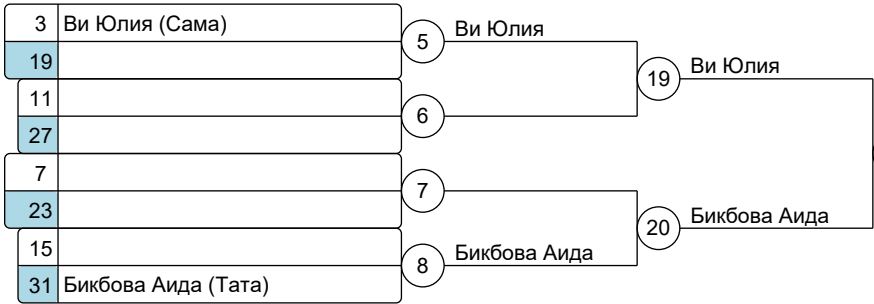 3 Ви Юлия (Сама)
5 Ви Юлия
19
19 Ви Юлия
11
6
27
7
7
23
20 Бикбова Аида
15
8 Бикбова Аида
31 Бикбова Аида (Тата)